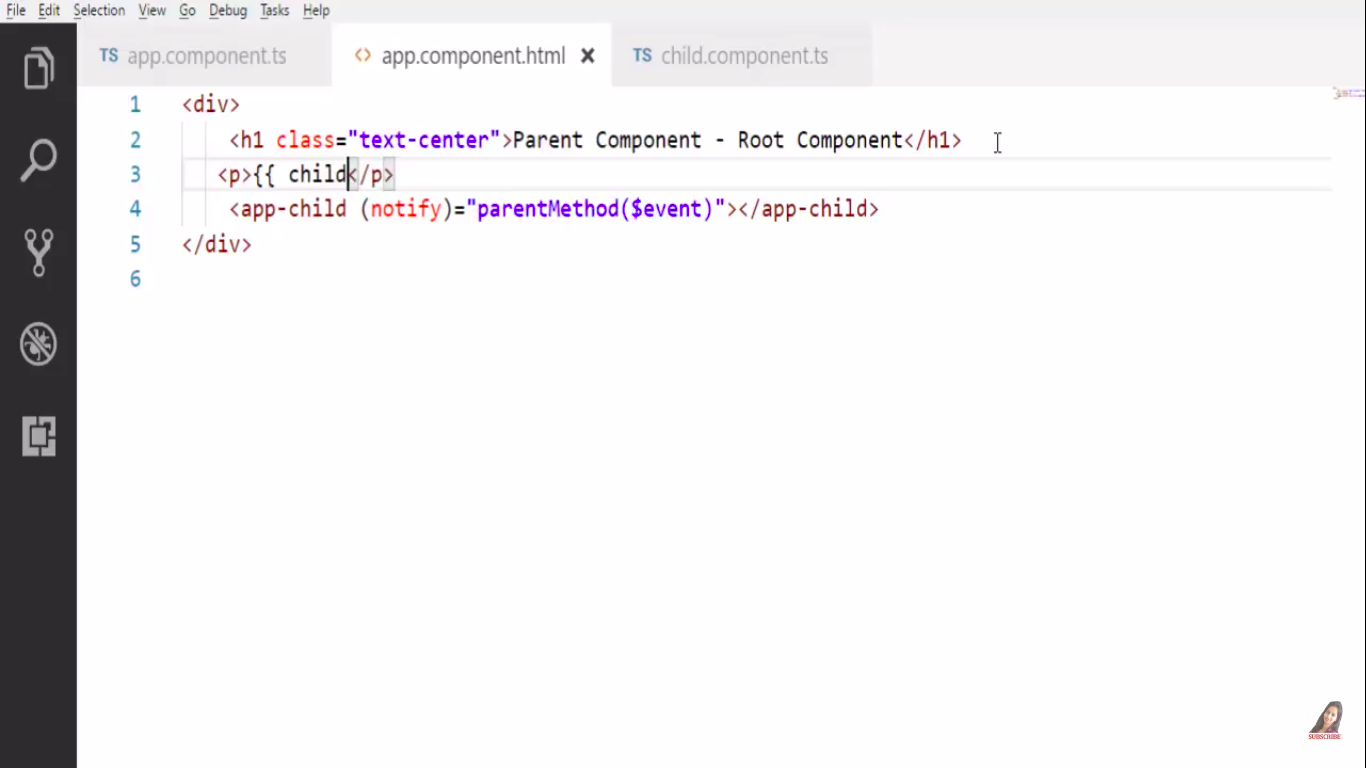 File Edit Selection View Go Debug Tasks Help
TS app.component.ts <> app.component.html × TS child.component.ts
1 <div>
2 <h1 class="text-center">Parent Component - Root Component</h1>
3 <p>{{ child</p>
4 <app-child (notify)="parentMethod($event)"></app-child>
5 </div>
6
SUBSCRIBE